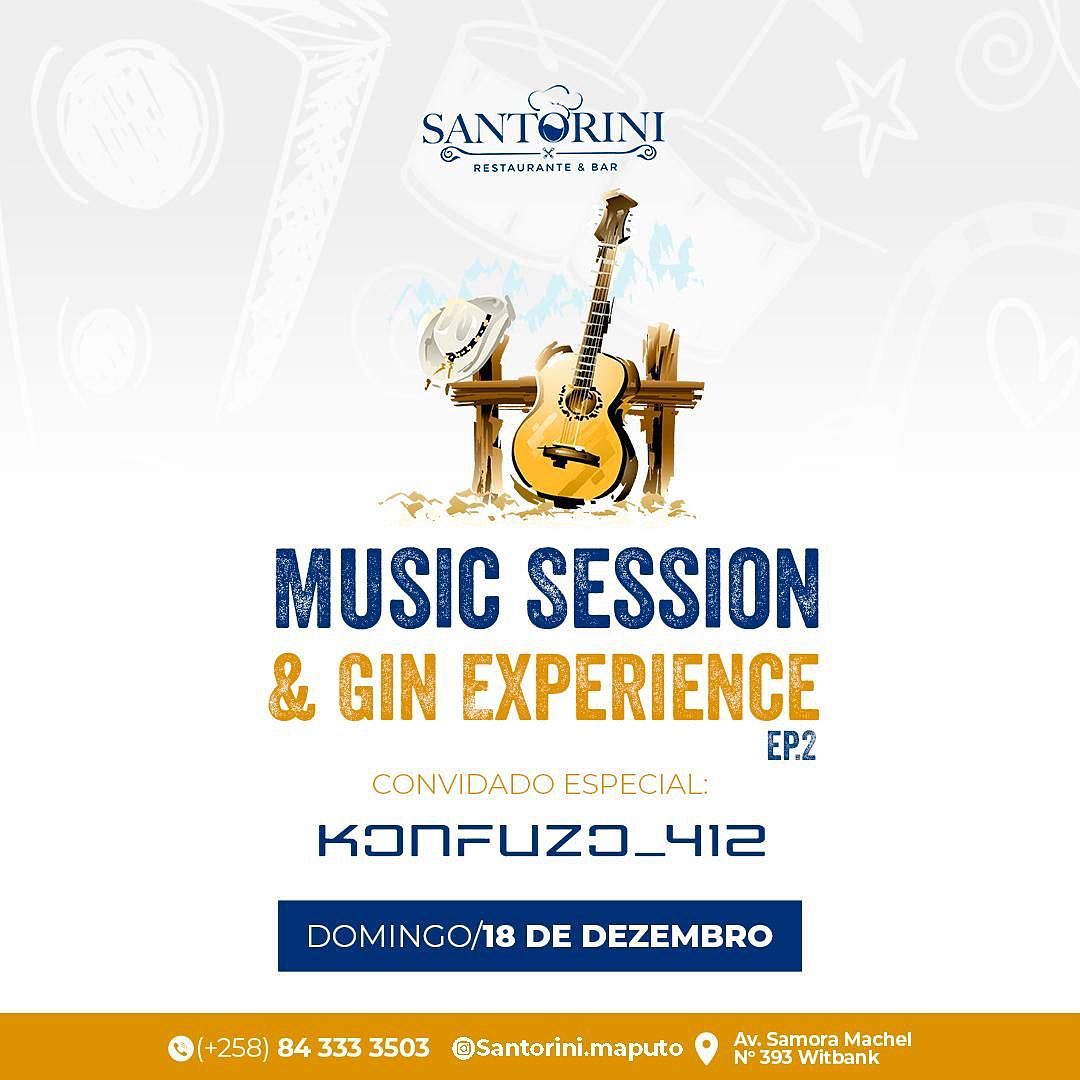 SANTORINI
RESTAURANTE & BAR
MUSIC SESSION
& GIN EXPERIENCE
EP.2
CONVIDADO ESPECIAL:
KONFUZO_412
DOMINGO/18 DE DEZEMBRO
(+258) 84 333 3503 @Santorini.maputo Av. Samora Machel
Nº 393 Witbank